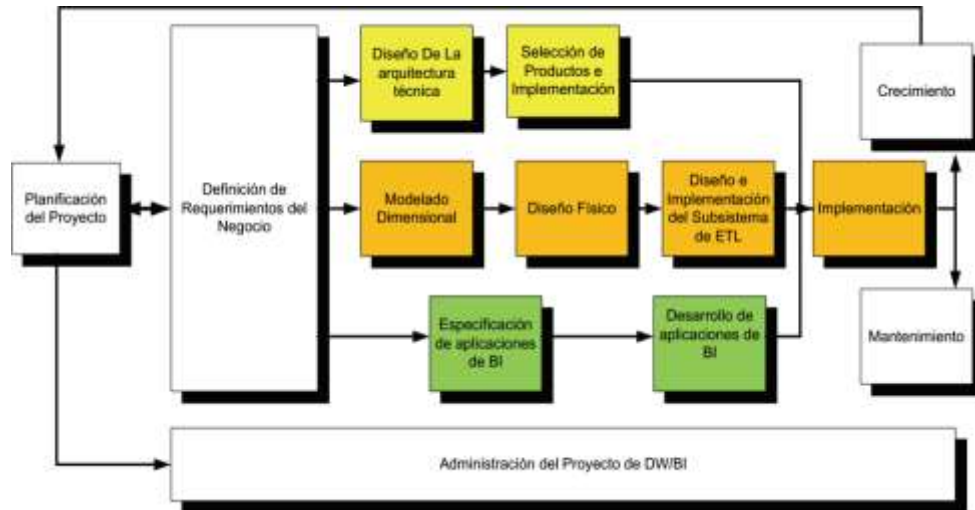 Diseño De La
arquitectura
técnica
Selección de
Productos e
Implementación
Crecimiento
Planificación
del Proyecto
Definición de
Requerimientos del
Negocio
Modelado
Dimensional
Diseño Físico
Diseño e
Implementación
del Subsistema
de ETL
Implementación
Especificación
de aplicaciones
de BI
Desarrollo de
aplicaciones de
BI
Mantenimiento
Administración del Proyecto de DW/BI